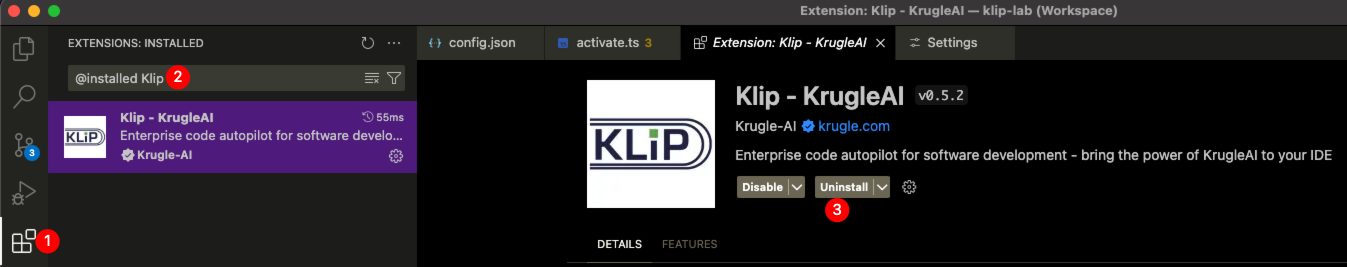 Extension: Klip - KrugleAI — klip-lab (Workspace)
EXTENSIONS: INSTALLED
config.json
activate.ts 3
Extension: Klip - KrugleAI
Settings
@installed Klip 2
Klip - KrugleAI 55ms
Enterprise code autopilot for software develo...
Krugle-AI
KLiP
3
1
KLiP
Klip - KrugleAI v0.5.2
Krugle-AI krugle.com
Enterprise code autopilot for software development - bring the power of KrugleAI to your IDE
Disable Uninstall
3
DETAILS FEATURES